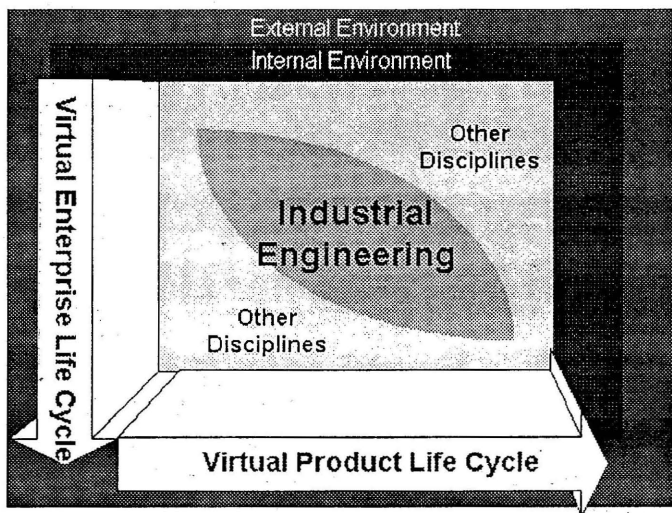 External Environment
Internal Environment
Other
Disciplines
Industrial
Engineering
Other
Disciplines
Virtual Enterprise Life Cycle
Virtual Product Life Cycle